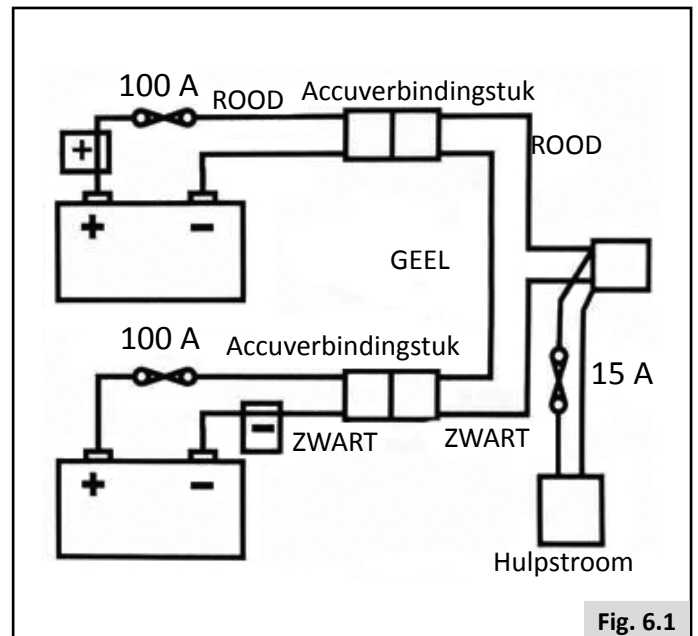 100 A
ROOD
Accuverbindingstuk
ROOD
+
+ -
GEEL
100 A
Accuverbindingstuk
15 A
-
ZWART
ZWART
+ -
Hulpstroom
Fig. 6.1